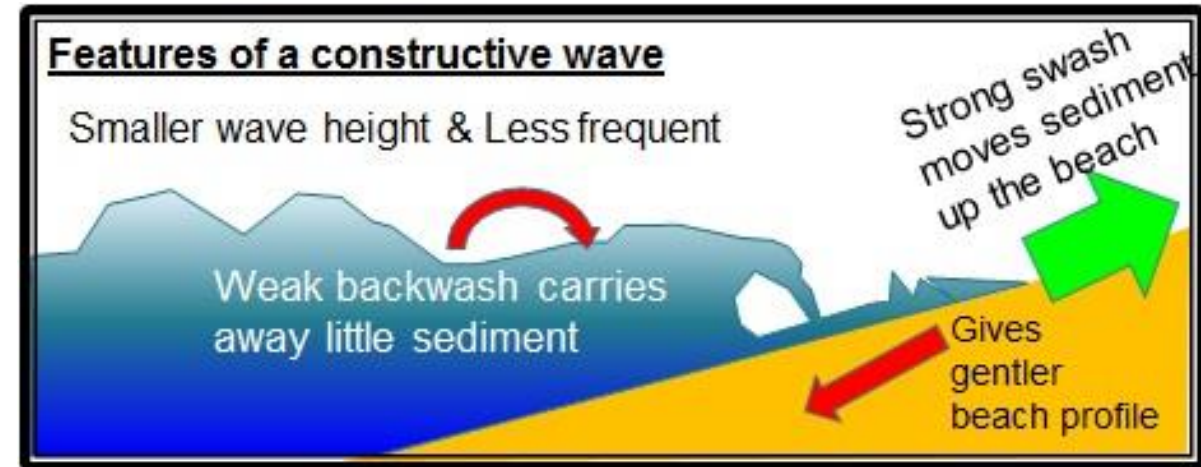 Features of a constructive wave
Smaller wave height & Less frequent
Strong swash
moves sediment
up the beach
Weak backwash carries
away little sediment
Gives
gentler
beach profile